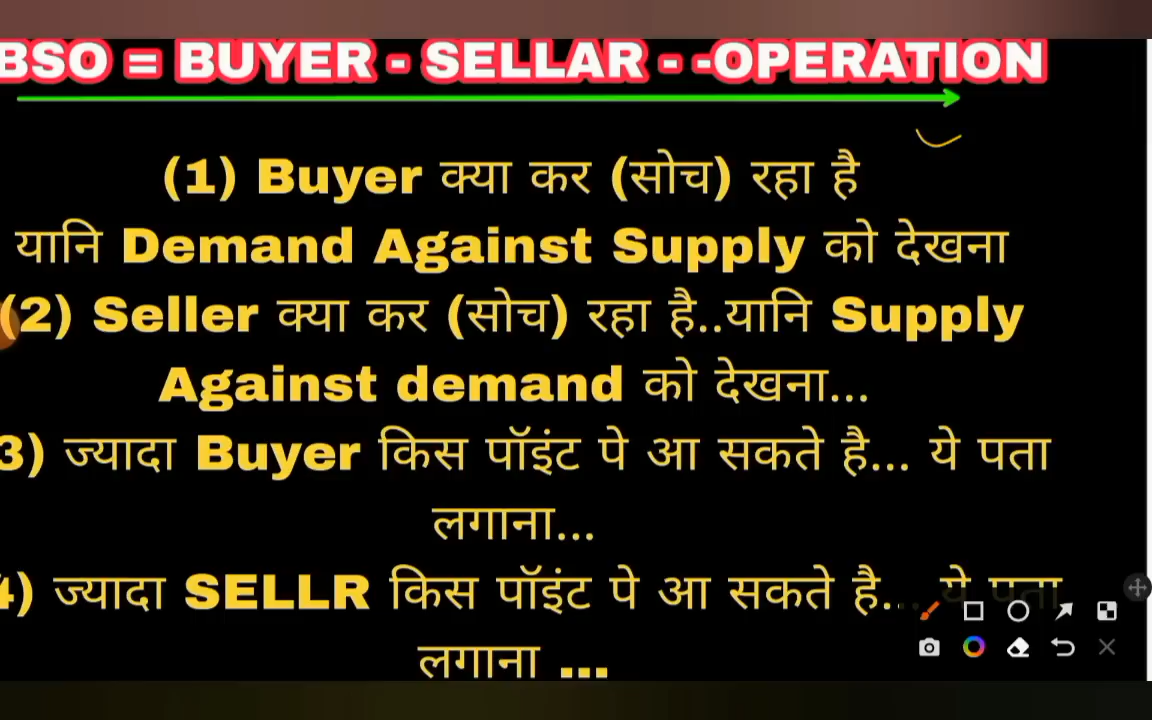 BSO = BUYER - SELLAR - -OPERATION
(1) Buyer क्या कर (सोच) रहा है
यानि Demand Against Supply को देखना
(2) Seller क्या कर (सोच) रहा है..यानि Supply
Against demand को देखना...
3) ज्यादा Buyer किस पॉइंट पे आ सकते है... ये पता
लगाना...
4) ज्यादा SELLR किस पॉइंट पे आ सकते है... ये पता
लगाना ...